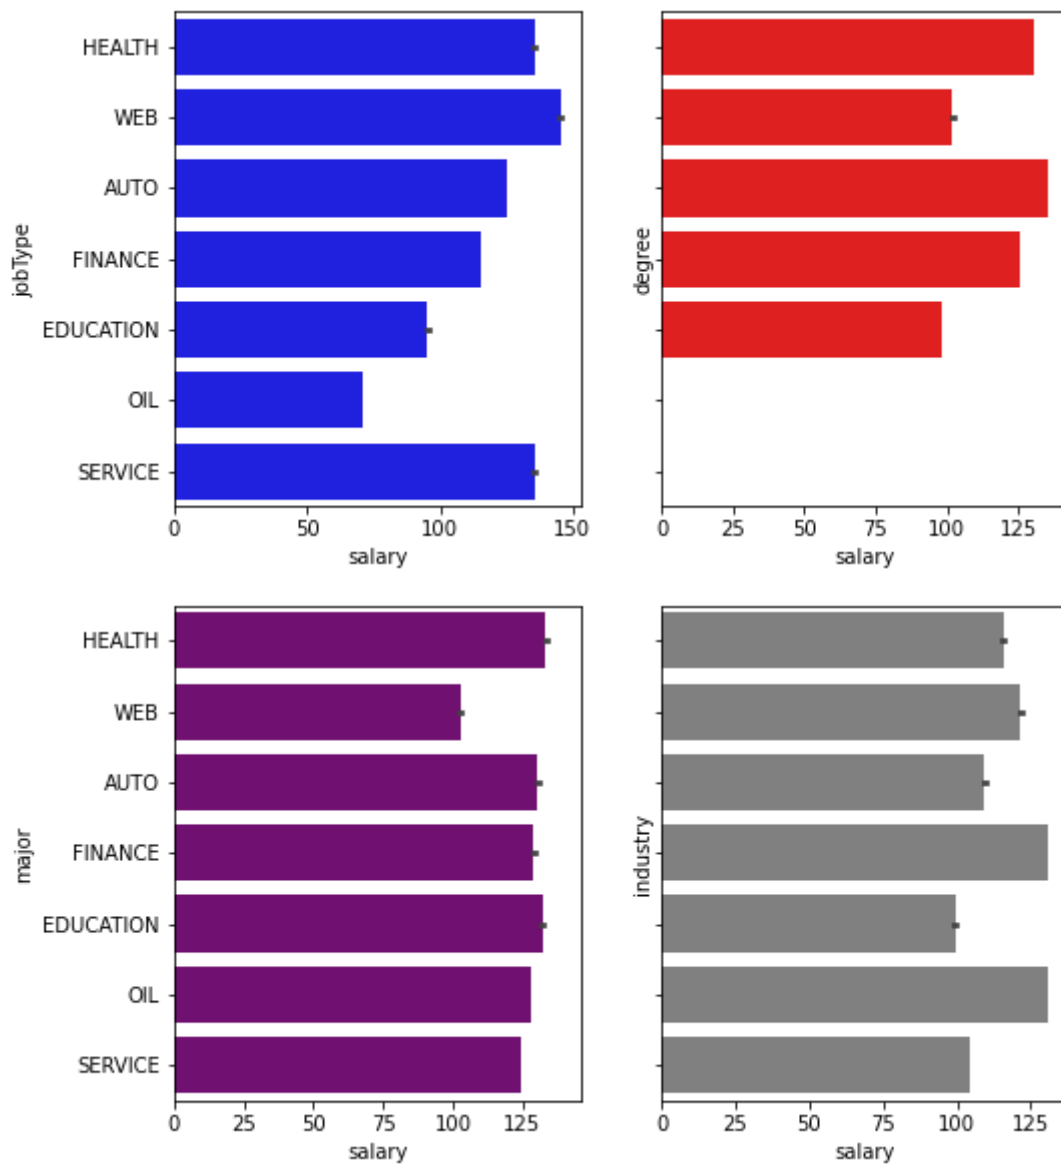 HEALTH
WEB
AUTO
FINANCE
EDUCATION
OIL
SERVICE
jobType
0 50 100 150
salary
degree
0 25 50 75 100 125
salary
HEALTH
WEB
AUTO
FINANCE
EDUCATION
OIL
SERVICE
major
0 25 50 75 100 125
salary
industry
0 25 50 75 100 125
salary